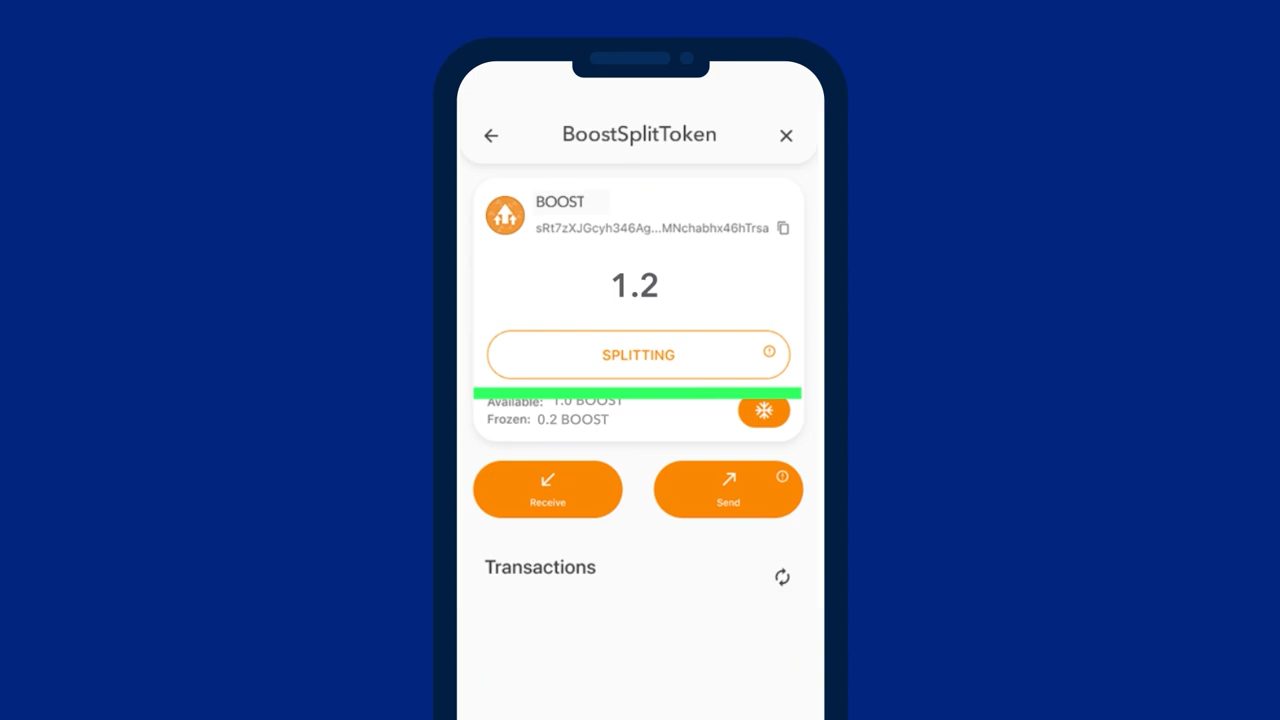 BoostSplitToken
BOOST
sRt7zXJGcyh346Ag...MNchabhx46hTrsa
1.2
SPLITTING
Available: 1.0 BOOST
Frozen: 0.2 BOOST
Receive
Send
Transactions